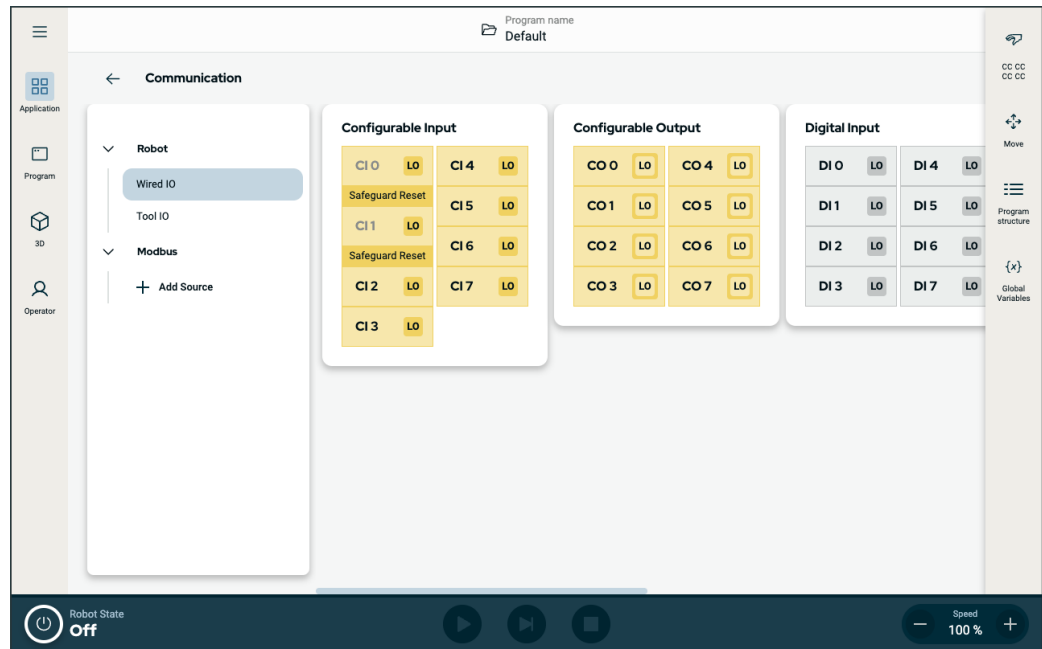 Program name
Default
Application
Program
3D
Operator
Communication
Robot
Wired IO
Tool IO
Modbus
Add Source
Configurable Input
CI 0 LO CI 4 LO
Safeguard Reset
CI 5 LO
CI 1 LO
Safeguard Reset
CI 6 LO
CI 2 LO CI 7 LO
CI 3 LO
Configurable Output
CO 0 LO CO 4 LO
CO 1 LO CO 5 LO
CO 2 LO CO 6 LO
CO 3 LO CO 7 LO
Digital Input
DI 0 LO DI 4 LO
DI 1 LO DI 5 LO
DI 2 LO DI 6 LO
DI 3 LO DI 7 LO
CC CC
CC CC
Move
Program
structure
{x}
Global
Variables
Robot State
Off
Speed
100 %